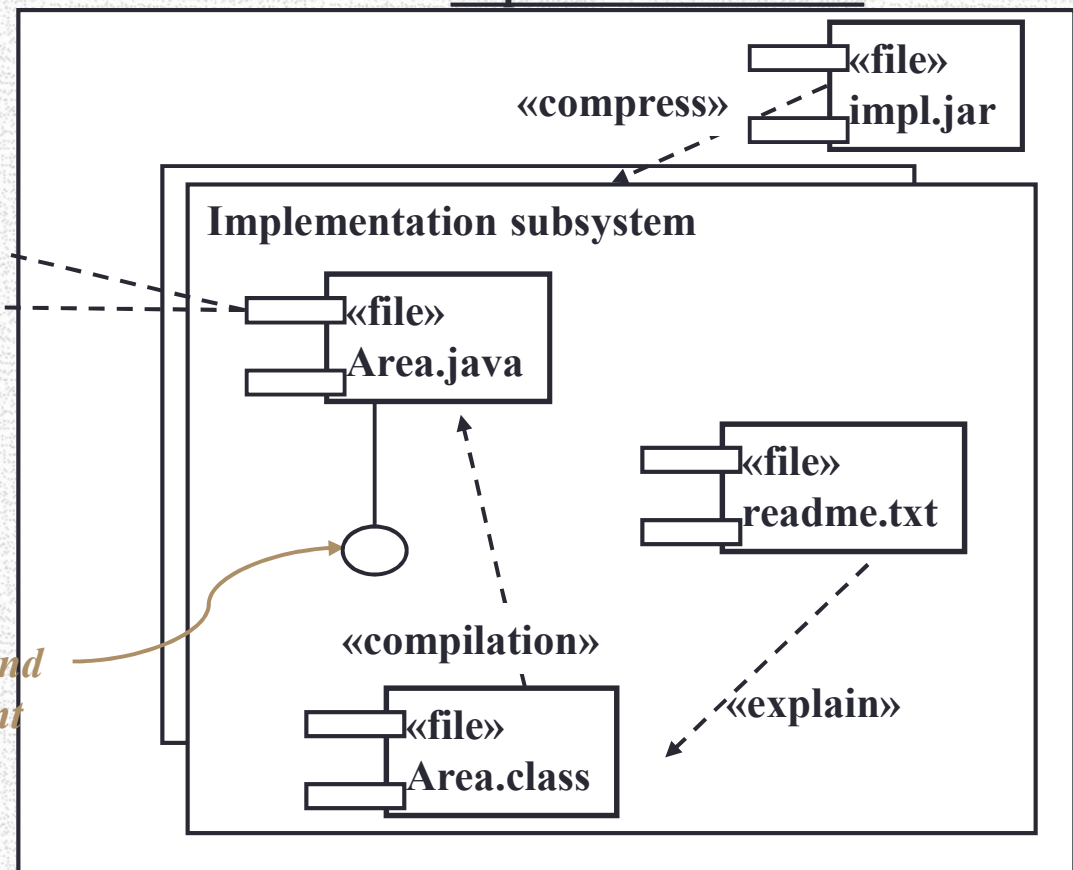 «file»
impl.jar
«compress»
Implementation subsystem
«file»
Area.java
«file»
readme.txt
«compilation»
«explain»
«file»
Area.class